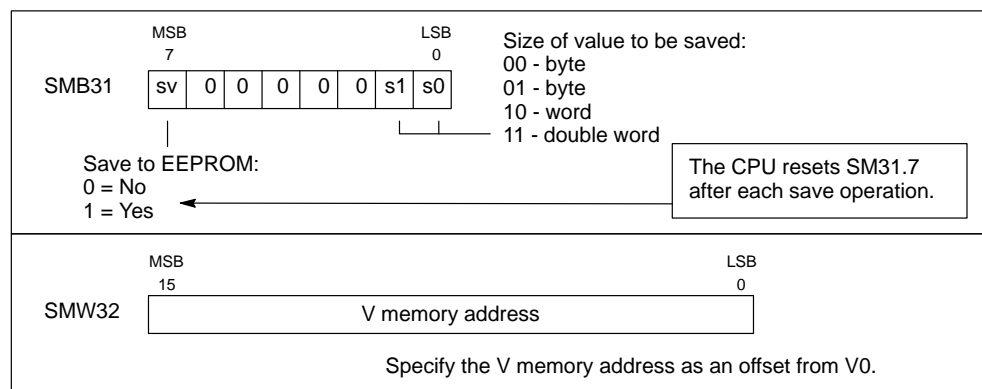 MSB
LSB
7
0
SMB31
sv 0 0 0 0 0 s1 s0
Size of value to be saved:
00 - byte
01 - byte
10 - word
11 - double word
Save to EEPROM:
0 = No
1 = Yes
The CPU resets SM31.7
after each save operation.
MSB
LSB
15
0
SMW32
V memory address
Specify the V memory address as an offset from V0.